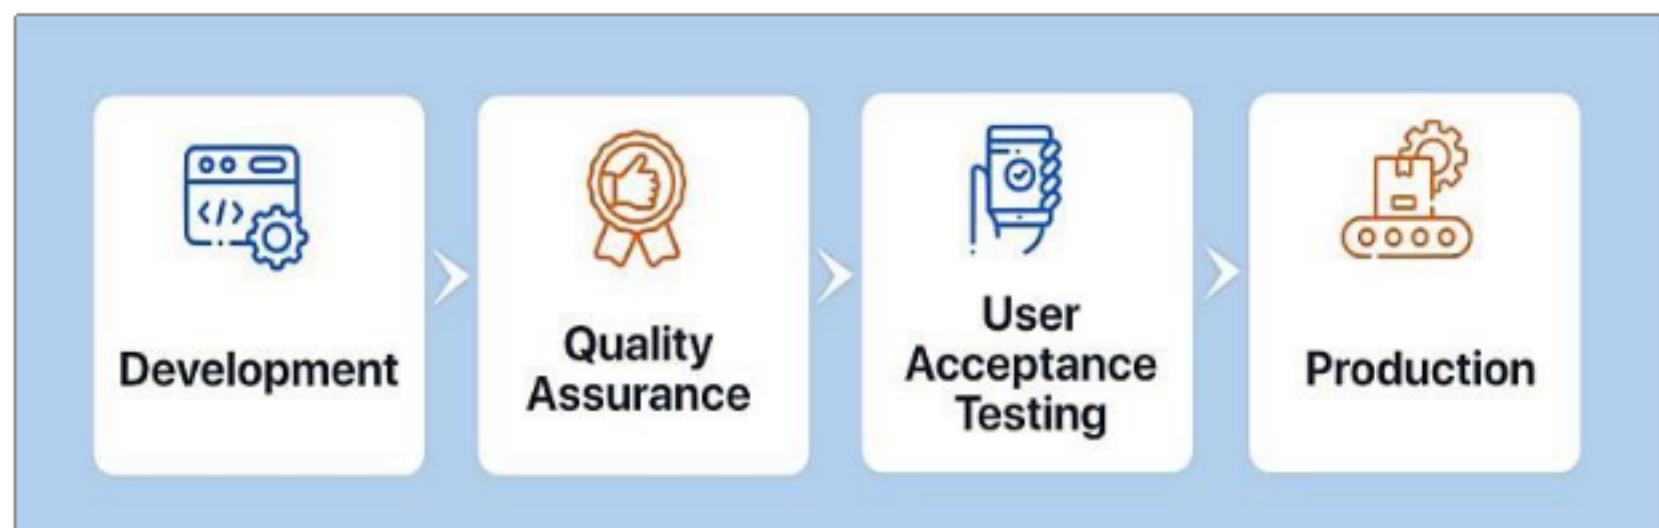 Development
Quality
Assurance
User
Acceptance
Testing
Production